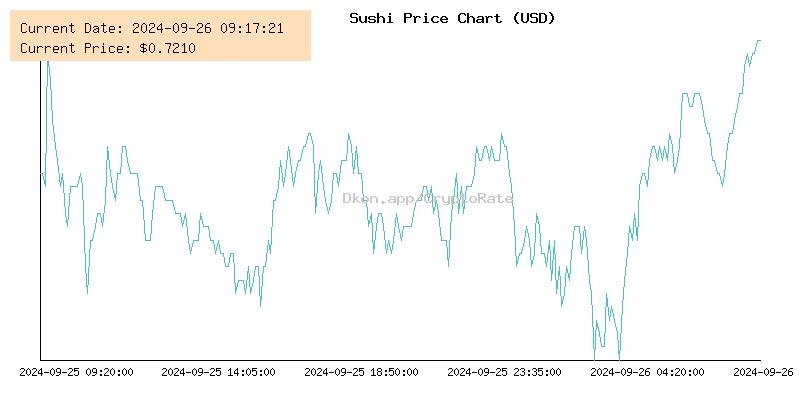 Sushi Price Chart (USD)
Current Date: 2024-09-26 09:17:21
Current Price: $0.7210
Dkon.app/CryptoRate
2024-09-25 09:20:00 2024-09-25 14:05:00 2024-09-25 18:50:00 2024-09-25 23:35:00 2024-09-26 04:20:00 2024-09-26